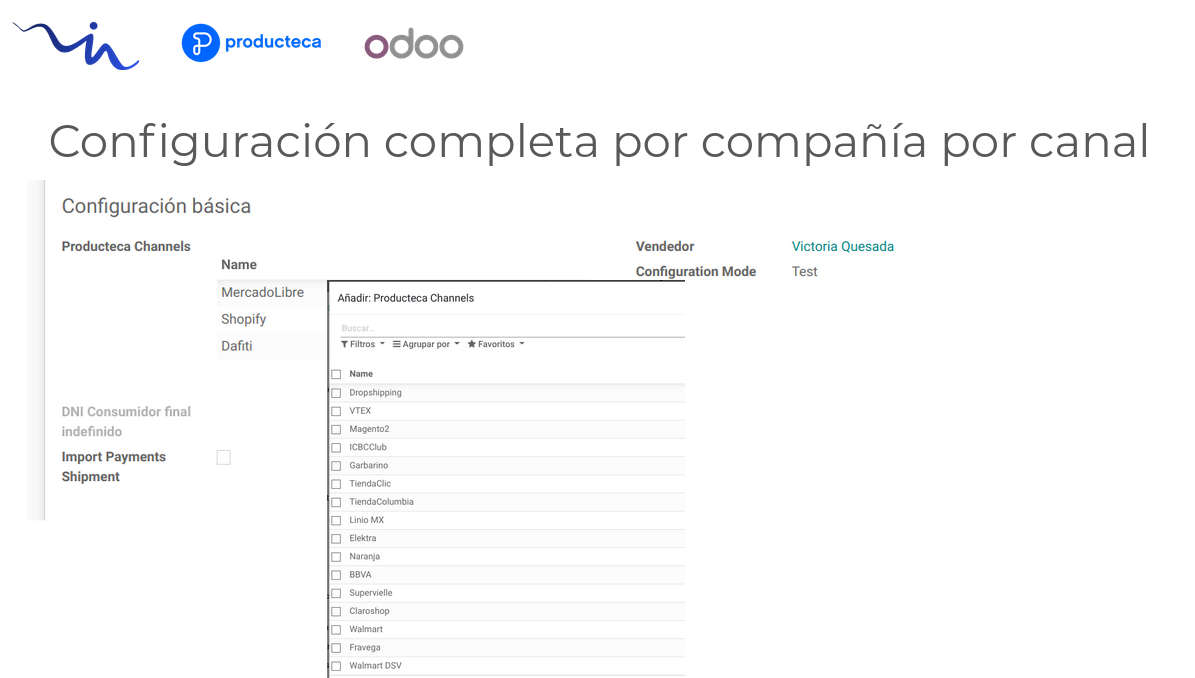 in
producteca
odoo
Configuración completa por compañía por canal
Configuración básica
Producteca Channels
Name
MercadoLibre
Shopify
Dafiti
DNI Consumidor final
indefinido
Import Payments
Shipment
Vendedor
Victoria Quesada
Configuration Mode
Test
Añadir: Producteca Channels
Buscar...
Filtros
Agrupar por
Favoritos
Name
Dropshipping
VTEX
Magento2
ICBCClub
Garbarino
TiendaClic
TiendaColumbia
Linio MX
Elektra
Naranja
BBVA
Supervielle
Claroshop
Walmart
Fravega
Walmart DSV